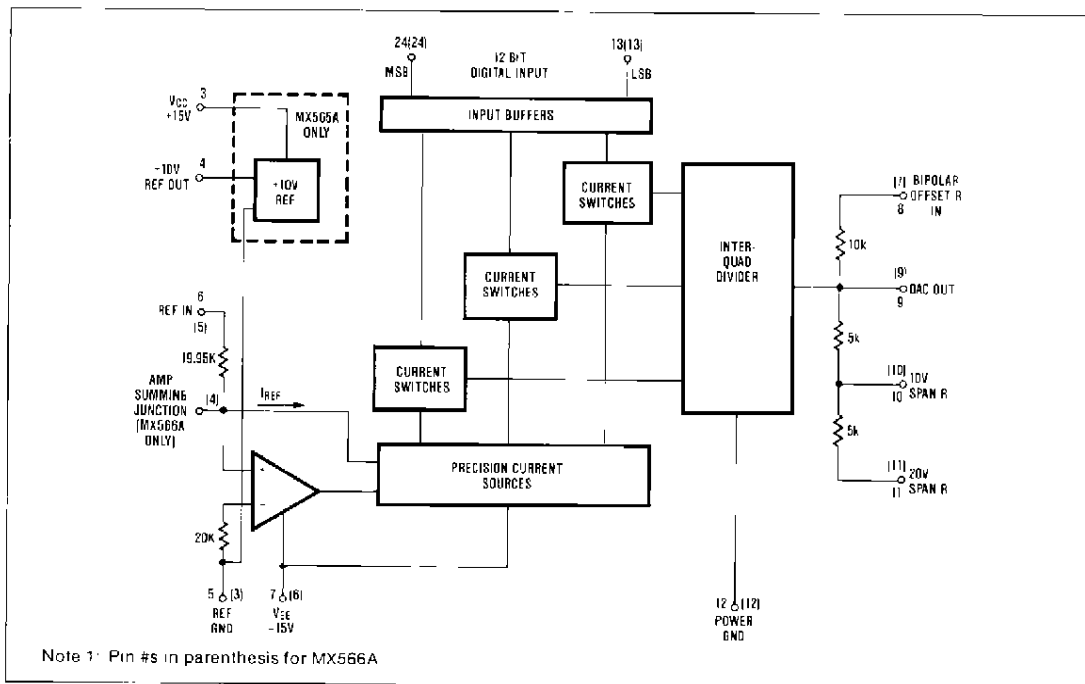 24(24)
MSB
12 BIT
DIGITAL INPUT
13(13)
LSB
INPUT BUFFERS
3
VCC
+15V
MX565A
ONLY
4
-10V
REF OUT
+10V
REF
CURRENT
SWITCHES
CURRENT
SWITCHES
CURRENT
SWITCHES
INTER-
QUAD
DIVIDER
(7) BIPOLAR
OFFSET R
8 IN
10k
(9)
DAC OUT
9
5k
(10) 10V
10 SPAN R
5k
(11) 20V
11 SPAN R
6
REF IN
(5)
19.95K
AMP
SUMMING
JUNCTION
(MX566A
ONLY)
(4)
IREF
PRECISION CURRENT
SOURCES
+
-
20K
5 (3)
REF
GND
7 (6)
VEE
-15V
12 (12)
POWER
GND
Note 1: Pin #s in parenthesis for MX566A